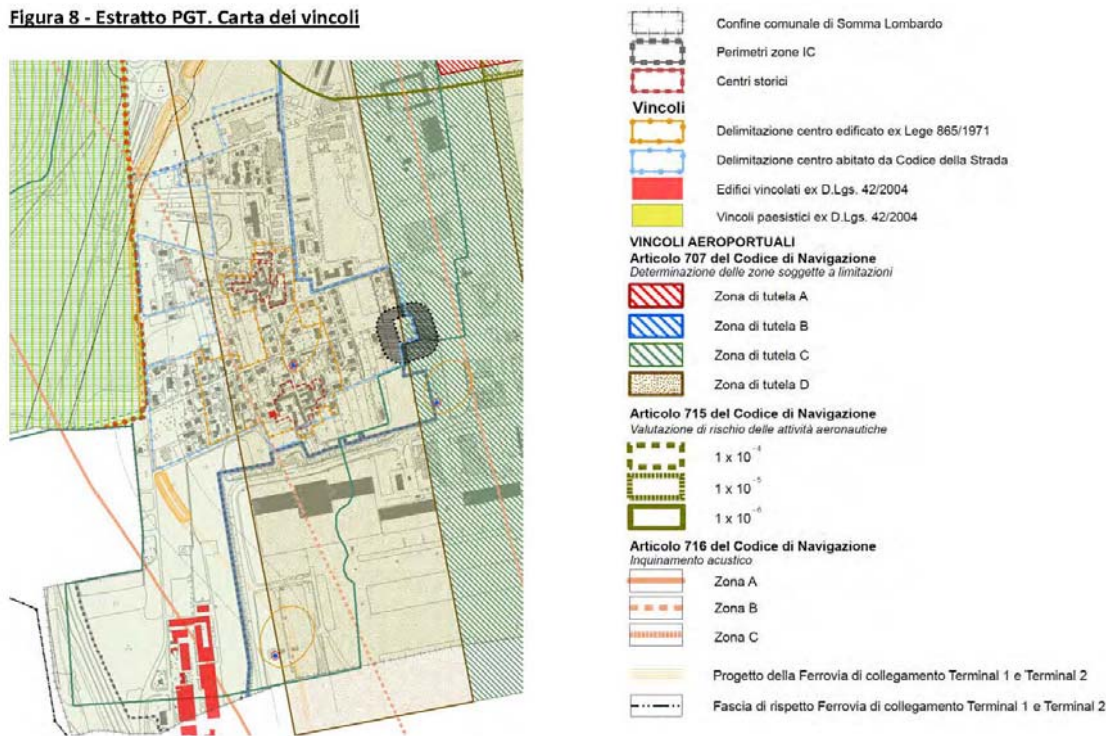 Figura 8 - Estratto PGT. Carta dei vincoli
Confine comunale di Somma Lombardo
Perimetri zone IC
Centri storici
Vincoli
Delimitazione centro edificato ex Lege 865/1971
Delimitazione centro abitato da Codice della Strada
Edifici vincolati ex D.Lgs. 42/2004
Vincoli paesistici ex D.Lgs. 42/2004
VINCOLI AEROPORTUALI
Articolo 707 del Codice di Navigazione
Determinazione delle zone soggette a limitazioni
Zona di tutela A
Zona di tutela B
Zona di tutela C
Zona di tutela D
Articolo 715 del Codice di Navigazione
Valutazione di rischio delle attività aeronautiche
1 x 10⁻⁴
1 x 10⁻⁵
1 x 10⁻⁶
Articolo 716 del Codice di Navigazione
Inquinamento acustico
Zona A
Zona B
Zona C
Progetto della Ferrovia di collegamento Terminal 1 e Terminal 2
Fascia di rispetto Ferrovia di collegamento Terminal 1 e Terminal 2